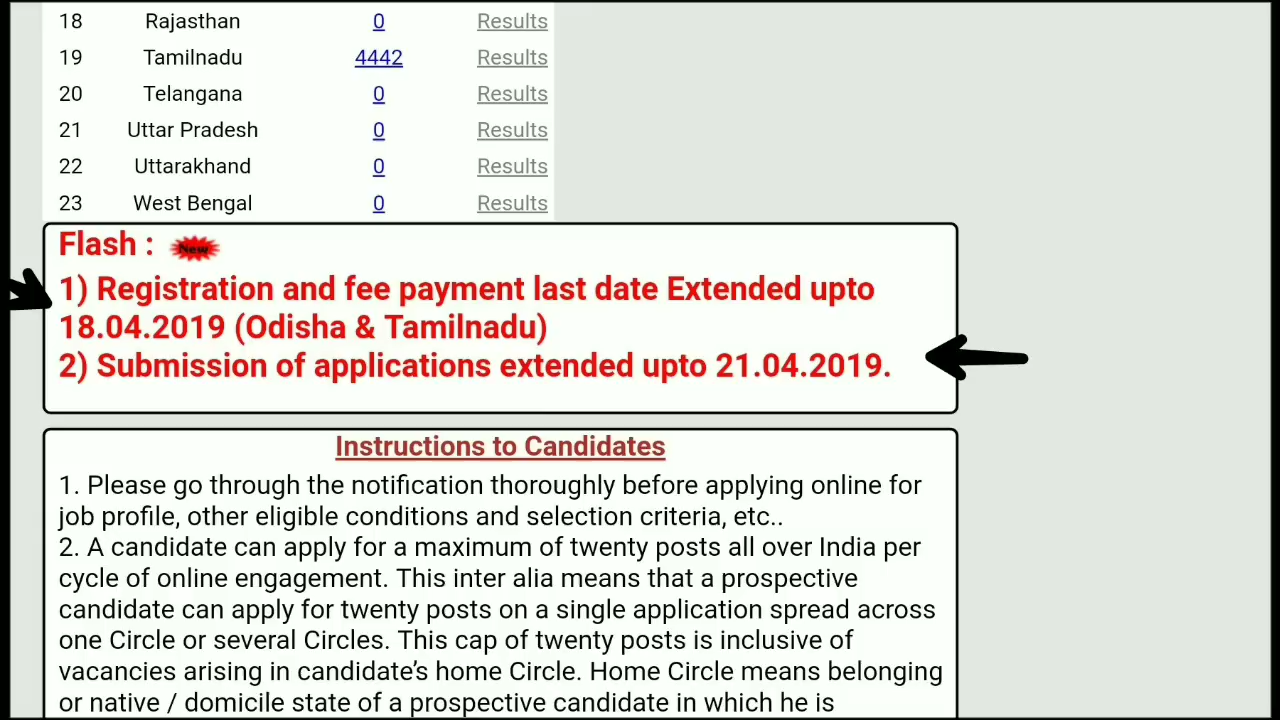 18 Rajasthan 0 Results
19 Tamilnadu 4442 Results
20 Telangana 0 Results
21 Uttar Pradesh 0 Results
22 Uttarakhand 0 Results
23 West Bengal 0 Results
Flash : New
1) Registration and fee payment last date Extended upto
18.04.2019 (Odisha & Tamilnadu)
2) Submission of applications extended upto 21.04.2019.
Instructions to Candidates
1. Please go through the notification thoroughly before applying online for
job profile, other eligible conditions and selection criteria, etc..
2. A candidate can apply for a maximum of twenty posts all over India per
cycle of online engagement. This inter alia means that a prospective
candidate can apply for twenty posts on a single application spread across
one Circle or several Circles. This cap of twenty posts is inclusive of
vacancies arising in candidate’s home Circle. Home Circle means belonging
or native / domicile state of a prospective candidate in which he is